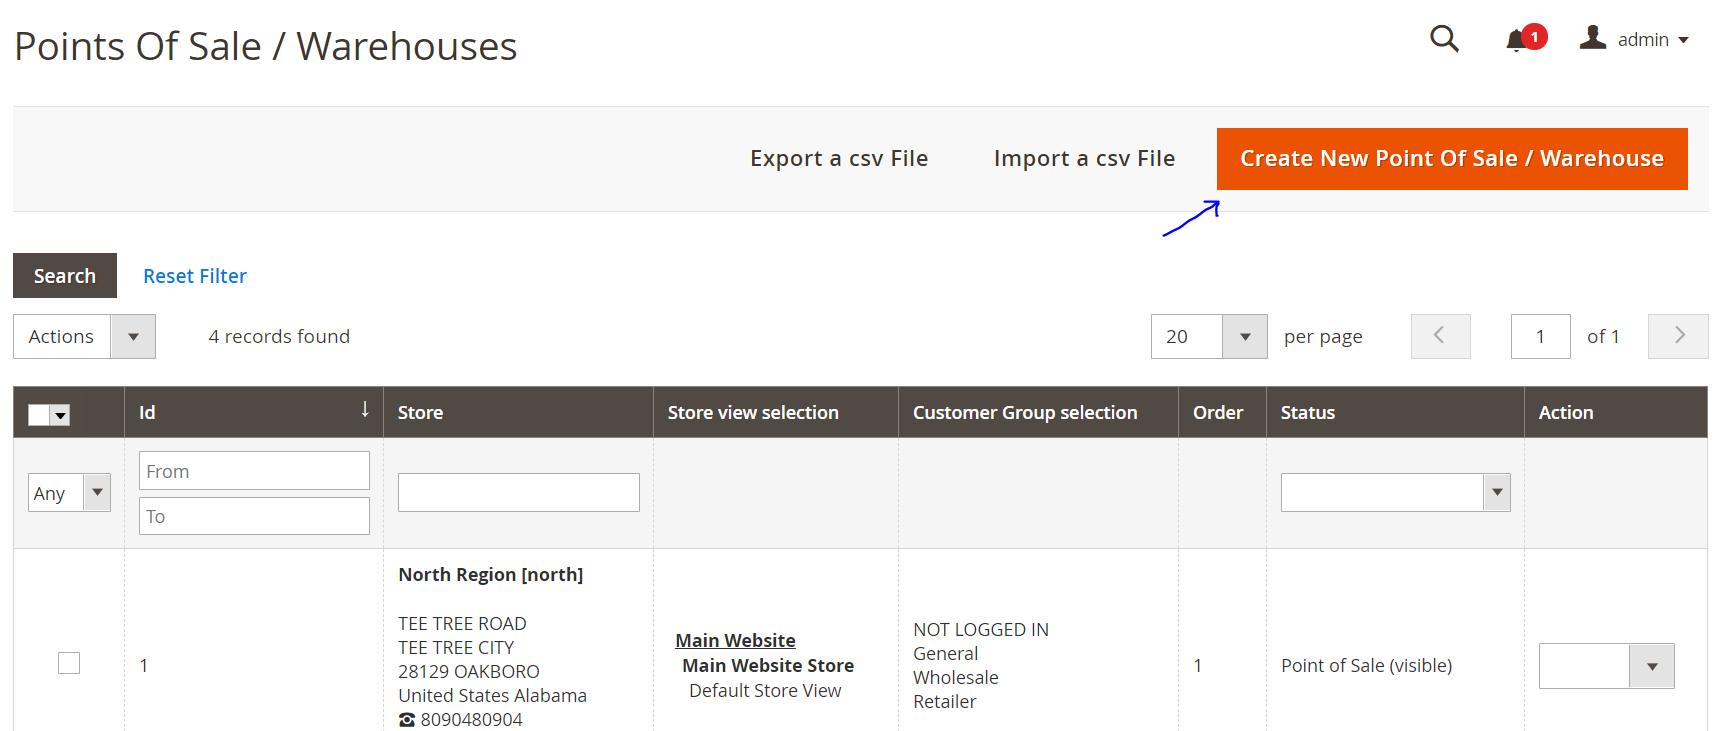 Points Of Sale / Warehouses
1
admin
Export a csv File
Import a csv File
Create New Point Of Sale / Warehouse
Search
Reset Filter
Actions
4 records found
20
per page
1
of 1
Id
Store
Store view selection
Customer Group selection
Order
Status
Action
Any
From
To
North Region [north]
TEE TREE ROAD
TEE TREE CITY
28129 OAKBORO
United States Alabama
8090480904
1
Main Website
Main Website Store
Default Store View
NOT LOGGED IN
General
Wholesale
Retailer
1
Point of Sale (visible)